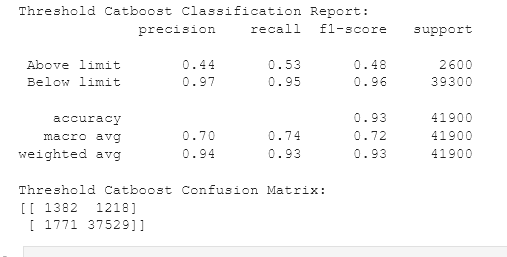 Threshold Catboost Classification Report:
precision recall f1-score support
Above limit 0.44 0.53 0.48 2600
Below limit 0.97 0.95 0.96 39300
accuracy 0.93 41900
macro avg 0.70 0.74 0.72 41900
weighted avg 0.94 0.93 0.93 41900
Threshold Catboost Confusion Matrix:
[[ 1382 1218]
[ 1771 37529]]